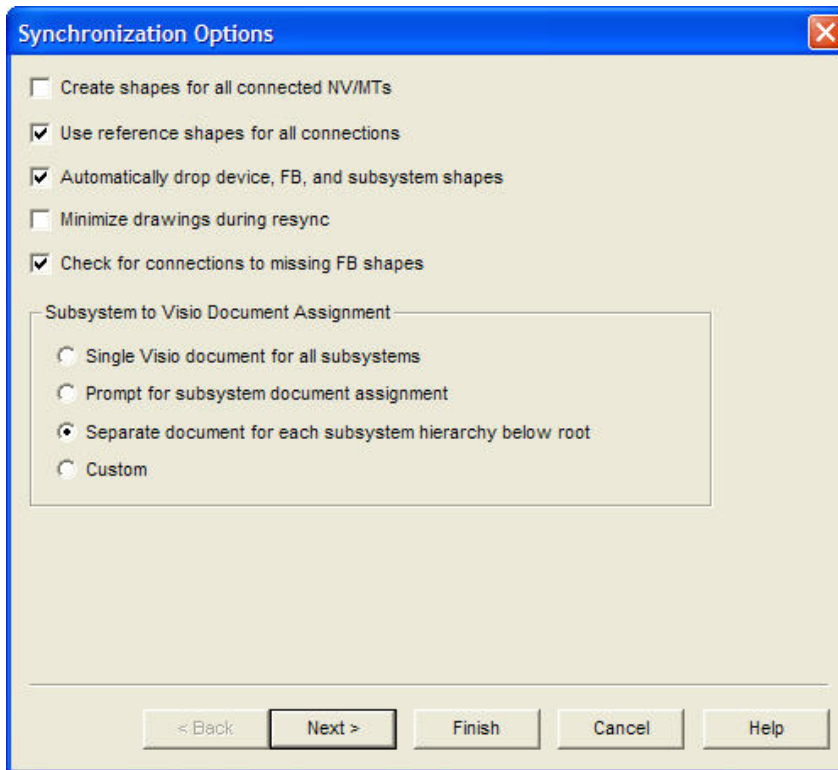 Synchronization Options
Create shapes for all connected NV/MTs
Use reference shapes for all connections
Automatically drop device, FB, and subsystem shapes
Minimize drawings during resync
Check for connections to missing FB shapes
Subsystem to Visio Document Assignment
Single Visio document for all subsystems
Prompt for subsystem document assignment
Separate document for each subsystem hierarchy below root
Custom
< Back Next > Finish Cancel Help